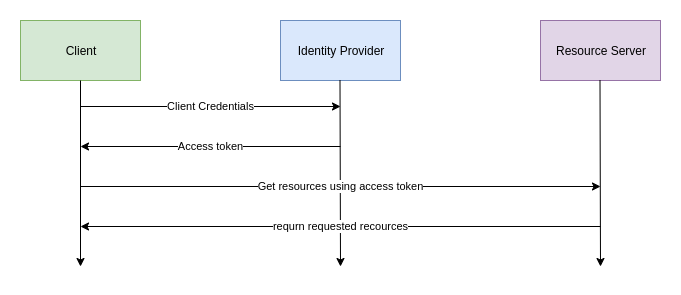 Client
Identity Provider
Resource Server
Client Credentials
Access token
Get resources using access token
requrn requested recources